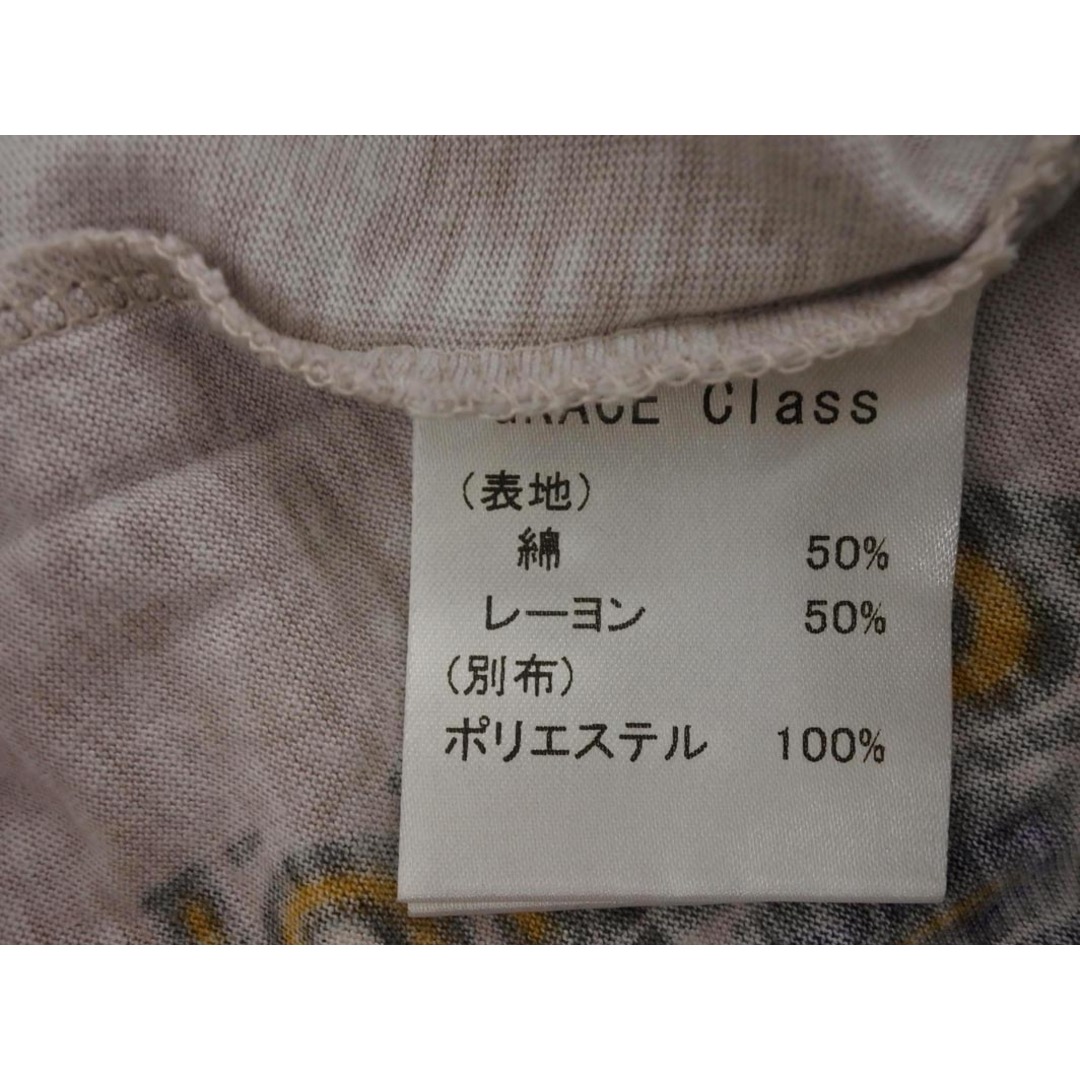 GRACE Class
(表地)
綿 50%
レーヨン 50%
(別布)
ポリエステル 100%